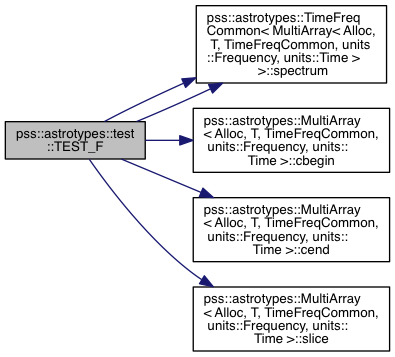 pss::astrotypes::test
::TEST_F
pss::astrotypes::TimeFreq
Common< MultiArray< Alloc,
T, TimeFreqCommon, units
::Frequency, units::Time >
>::spectrum
pss::astrotypes::MultiArray
< Alloc, T, TimeFreqCommon,
units::Frequency, units::
Time >::cbegin
pss::astrotypes::MultiArray
< Alloc, T, TimeFreqCommon,
units::Frequency, units::
Time >::cend
pss::astrotypes::MultiArray
< Alloc, T, TimeFreqCommon,
units::Frequency, units::
Time >::slice